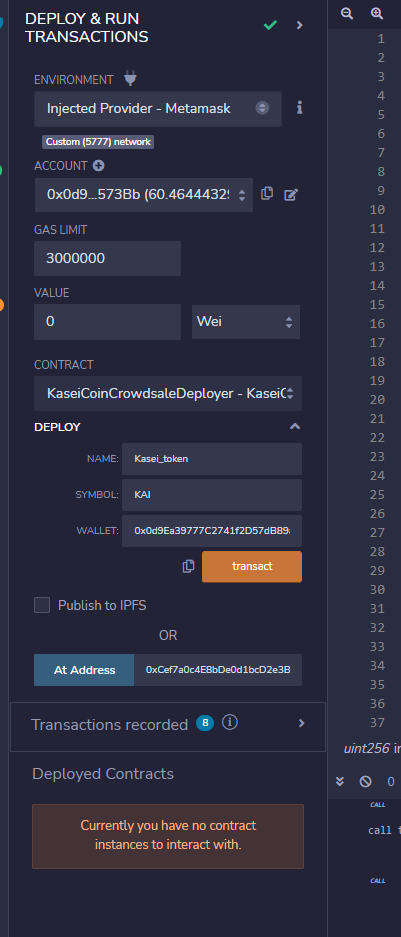 DEPLOY & RUN
TRANSACTIONS
ENVIRONMENT
Injected Provider - Metamask
Custom (5777) network
ACCOUNT
0x0d9...573Bb (60.46444329
GAS LIMIT
3000000
VALUE
0 Wei
CONTRACT
KaseiCoinCrowdsaleDeployer - KaseiC
DEPLOY
NAME: Kasei_token
SYMBOL: KAI
WALLET: 0x0d9Ea39777C2741f2D57dB89
transact
Publish to IPFS
OR
At Address 0xCef7a0c4E8bDe0d1bcD2e3B
Transactions recorded 8
Deployed Contracts
Currently you have no contract
instances to interact with.
1
2
3
4
5
6
7
8
9
10
11
12
13
14
15
16
17
18
19
20
21
22
23
24
25
26
27
28
29
30
31
32
33
34
35
36
37
uint256 in
0
CALL
call
CALL